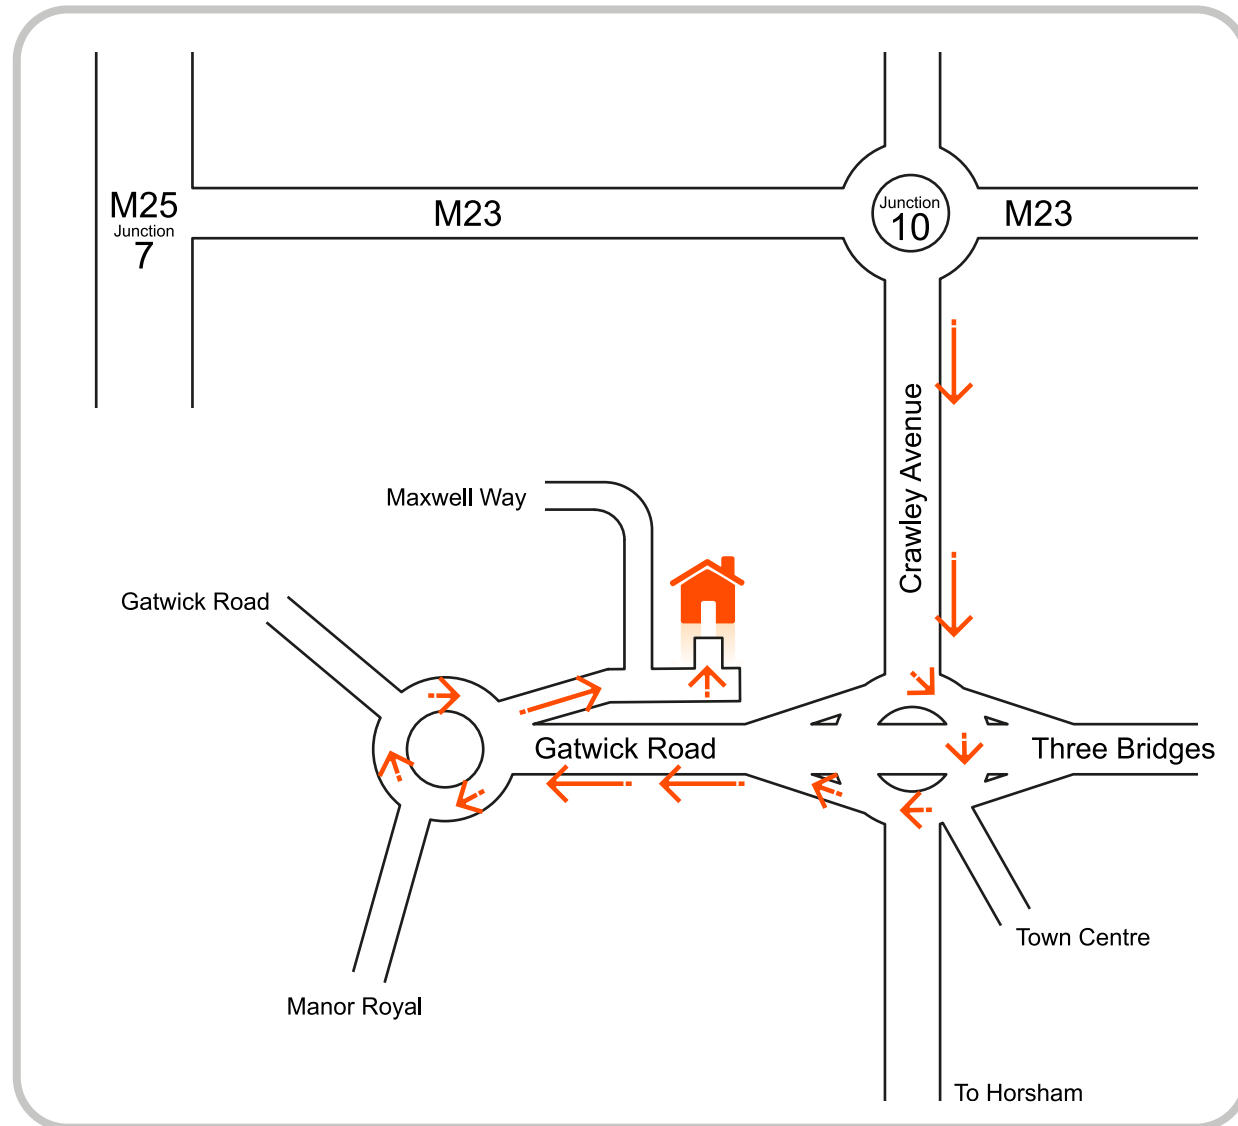 M25
Junction
7
M23
Junction
10
M23
Crawley Avenue
Maxwell Way
Gatwick Road
Gatwick Road
Three Bridges
Town Centre
Manor Royal
To Horsham